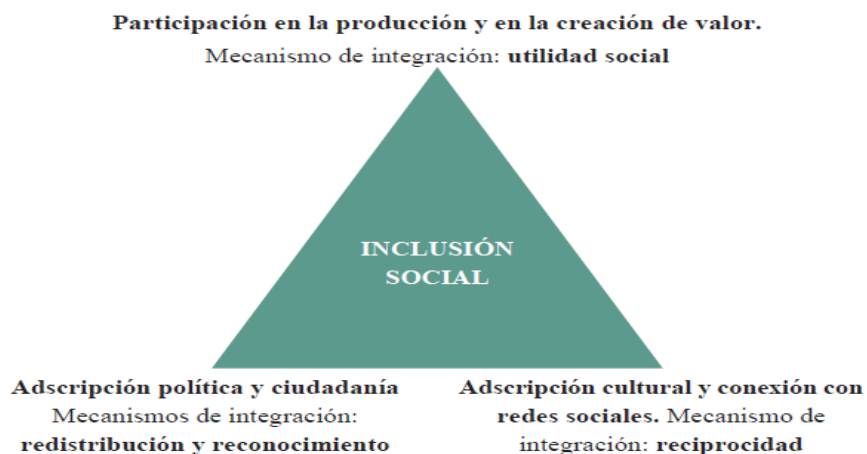 Participación en la producción y en la creación de valor.
Mecanismo de integración: utilidad social
INCLUSIÓN
SOCIAL
Adscripción política y ciudadanía
Mecanismos de integración:
redistribución y reconocimiento
Adscripción cultural y conexión con
redes sociales. Mecanismo de
integración: reciprocidad